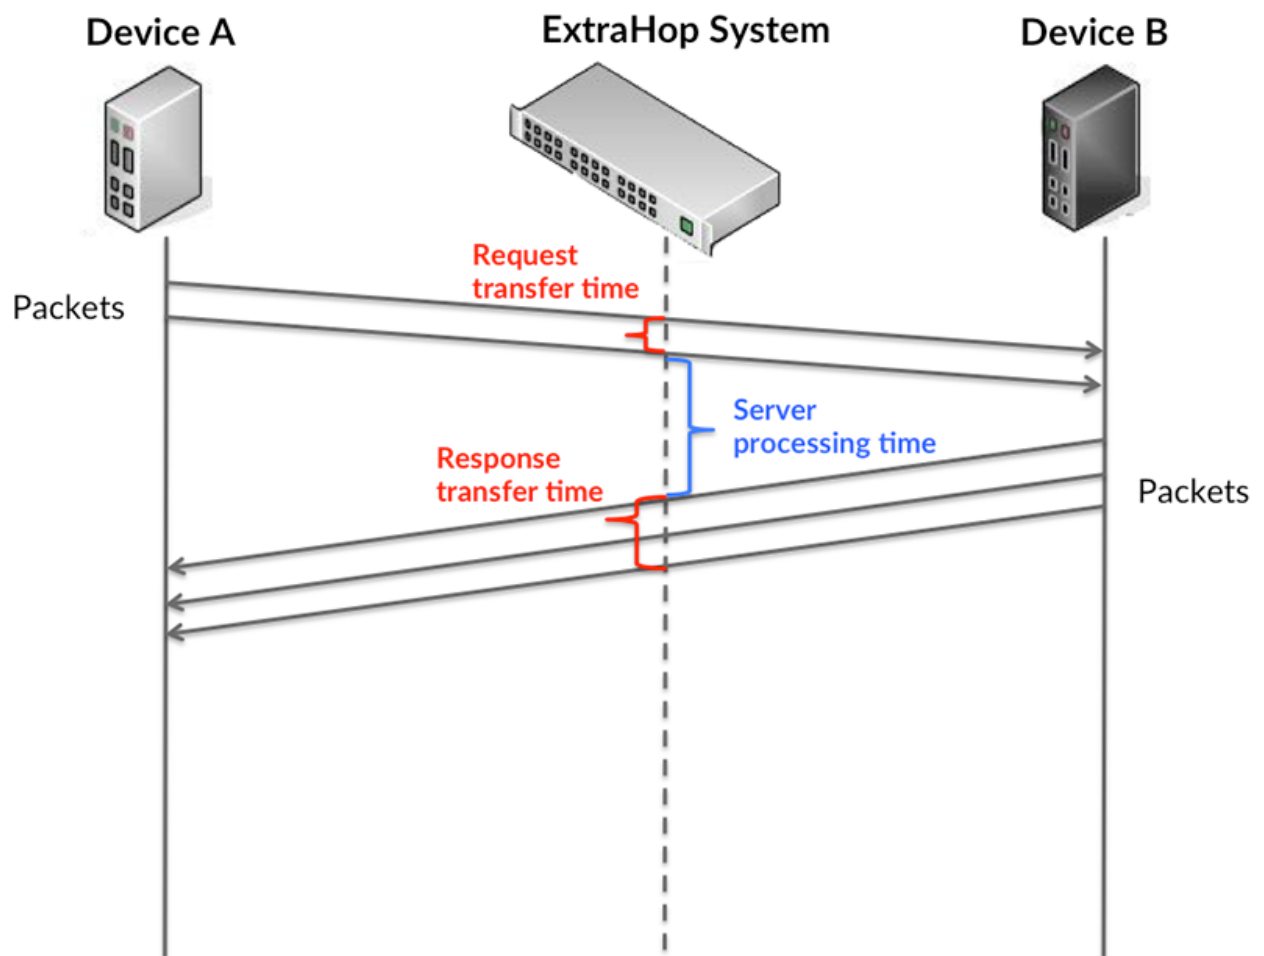 Device A
ExtraHop System
Device B
Request
transfer time
Packets
Server
processing time
Response
transfer time
Packets